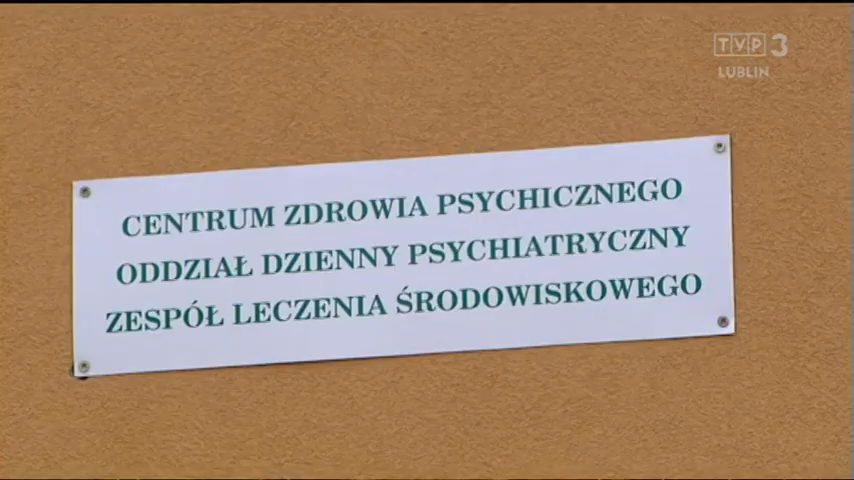 TVP3
LUBLIN
CENTRUM ZDROWIA PSYCHICZNEGO
ODDZIAŁ DZIENNY PSYCHIATRYCZNY
ZESPÓŁ LECZENIA ŚRODOWISKOWEGO